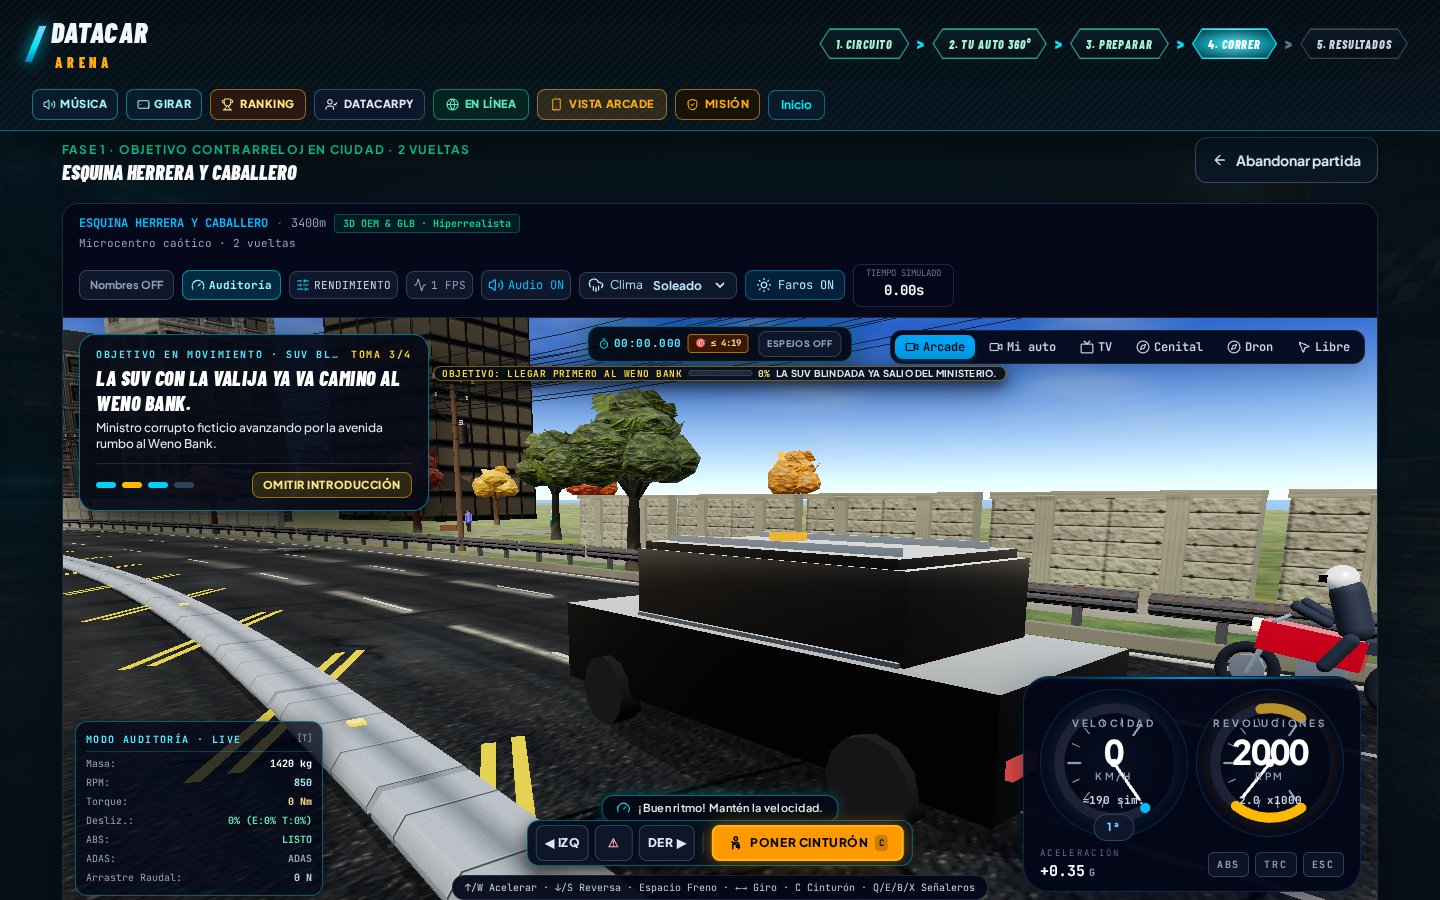 DATACAR
ARENA
1. CIRCUITO > 2. TU AUTO 360° > 3. PREPARAR > 4. CORRER > 5. RESULTADOS
MÚSICA GIRAR RANKING DATACARPY EN LÍNEA VISTA ARCADE MISIÓN Inicio
FASE 1 · OBJETIVO CONTRARRELOJ EN CIUDAD · 2 VUELTAS
ESQUINA HERRERA Y CABALLERO
← Abandonar partida
ESQUINA HERRERA Y CABALLERO · 3400m 3D OEM & GLB · Hiperrealista
Microcentro caótico · 2 vueltas
Nombres OFF Auditoría RENDIMIENTO 1 FPS Audio ON Clima Soleado Faros ON
TIEMPO SIMULADO
0.00s
OBJETIVO EN MOVIMIENTO · SUV BL… TOMA 3/4
LA SUV CON LA VALIJA YA VA CAMINO AL
WENO BANK.
Ministro corrupto ficticio avanzando por la avenida
rumbo al Weno Bank.
OMITIR INTRODUCCIÓN
00:00.000 🎯 ≤ 4:19 ESPEJOS OFF
OBJETIVO: LLEGAR PRIMERO AL WENO BANK 0% LA SUV BLINDADA YA SALIO DEL MINISTERIO.
Arcade Mi auto TV Cenital Dron Libre
MODO AUDITORÍA · LIVE [T]
Masa: 1420 kg
RPM: 850
Torque: 0 Nm
Desliz.: 0% (E:0% T:0%)
ABS: LISTO
ADAS: ADAS
Arrastre Raudal: 0 N
¡Buen ritmo! Mantén la velocidad.
◀ IZQ ⚠ DER ▶ PONER CINTURÓN C
↑/W Acelerar · ↓/S Reversa · Espacio Freno · ←→ Giro · C Cinturón · Q/E/B/X Señaleros
VELOCIDAD
0
KM/H
≈190 sim.
1ª
REVOLUCIONES
2000
RPM
2.0 x1000
ACELERACIÓN
+0.35 G
ABS TRC ESC